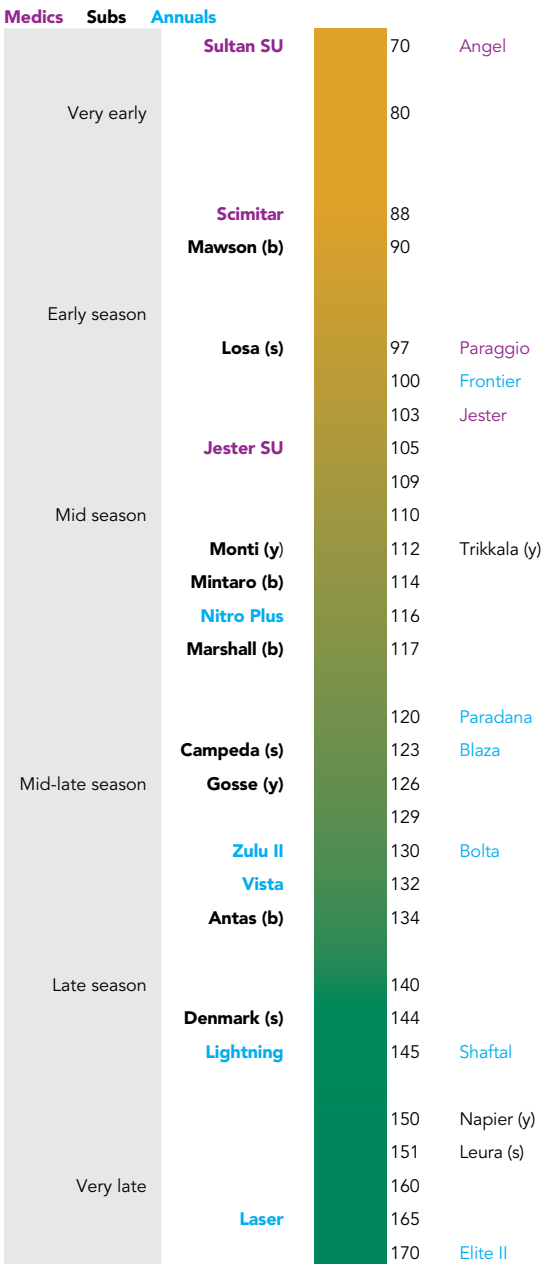 Medics Subs Annuals
Sultan SU 70 Angel
Very early 80
Scimitar 88
Mawson (b) 90
Early season
Losa (s) 97 Paraggio
100 Frontier
103 Jester
Jester SU 105
109
Mid season 110
Monti (y) 112 Trikkala (y)
Mintaro (b) 114
Nitro Plus 116
Marshall (b) 117
120 Paradana
Campeda (s) 123 Blaza
Mid-late season Gosse (y) 126
129
Zulu II 130 Bolta
Vista 132
Antas (b) 134
Late season 140
Denmark (s) 144
Lightning 145 Shaftal
150 Napier (y)
151 Leura (s)
Very late 160
Laser 165
170 Elite II